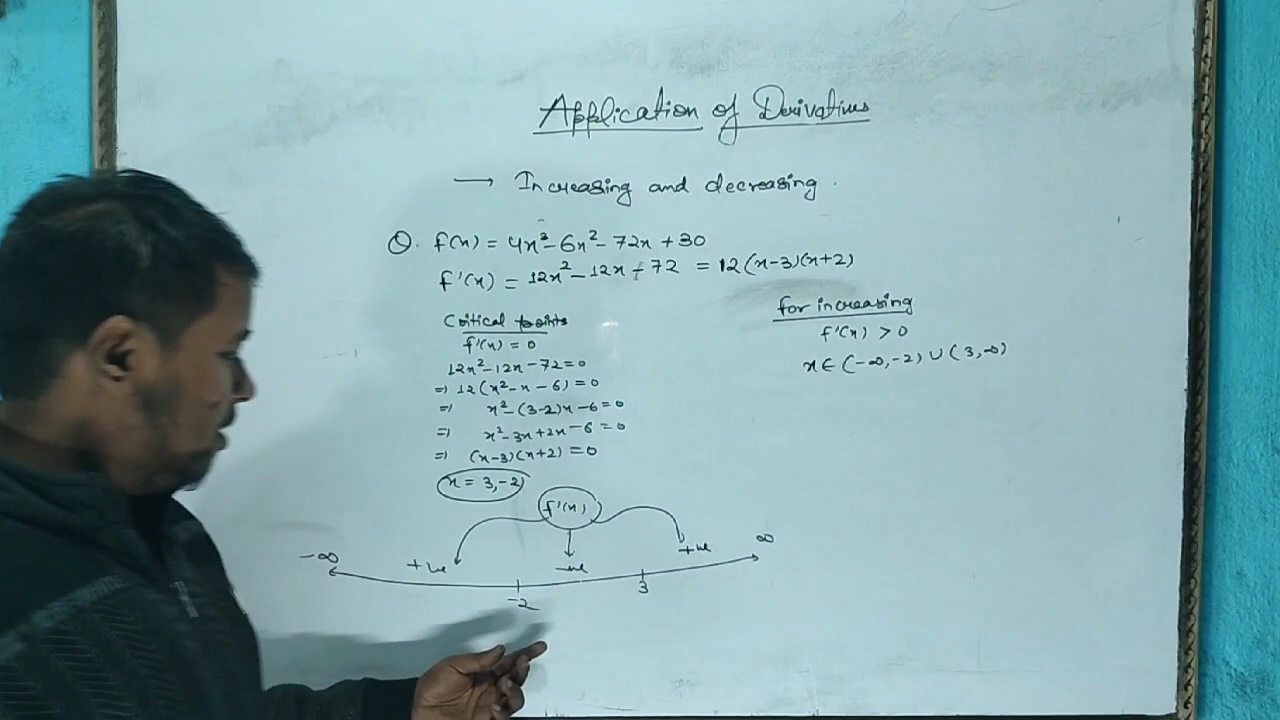 Application of Derivatives
→ Increasing and decreasing.
Q. f(x) = 4x³ - 6x² - 72x + 30
f'(x) = 12x² - 12x - 72 = 12(x-3)(x+2)
Critical points
f'(x) = 0
12x² - 12x - 72 = 0
⇒ 12(x² - x - 6) = 0
⇒ x² - (3-2)x - 6 = 0
⇒ x² - 3x + 2x - 6 = 0
⇒ (x-3)(x+2) = 0
x = 3, -2
for increasing
f'(x) > 0
x ∈ (-∞, -2) ∪ (3, ∞)
f'(x)
-∞ +ve -ve +ve ∞
-2 3